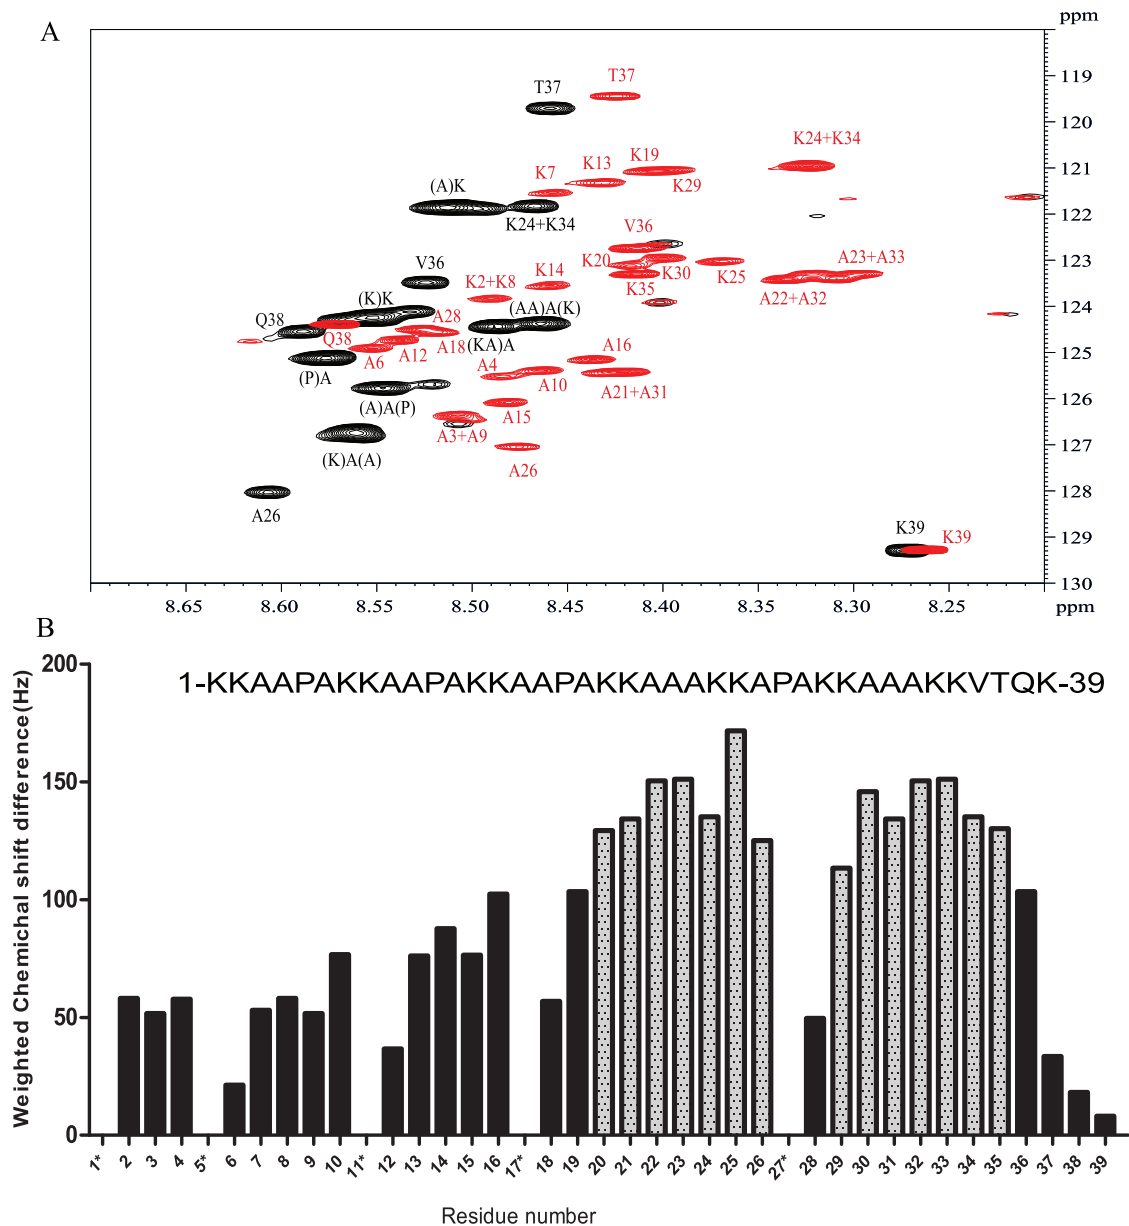 A
ppm
T37
T37
119
120
K24+K34
K19
K13
K7
121
(A)K
K29
K24+K34
122
V36
V36
K20
K30
K25
A23+A33
123
K14
K2+K8
K35
A22+A32
(K)K
(AA)A(K)
124
Q38
A28
Q38
A18
(KA)A
A12
A16
A6
A4
125
(P)A
A10
A21+A31
(A)A(P)
A15
126
A3+A9
127
(K)A(A)
A26
128
A26
K39
K39
129
130
8.65 8.60 8.55 8.50 8.45 8.40 8.35 8.30 8.25 ppm
B
200
1-KKAAPAKKAAPAKKAAPAKKAAAKKAPAKKAAAKKVTQK-39
150
100
50
0
Weighted Chemichal shift difference(Hz)
1* 2 3 4 5* 6 7 8 9 10 11* 12 13 14 15 16 17* 18 19 20 21 22 23 24 25 26 27* 28 29 30 31 32 33 34 35 36 37 38 39
Residue number